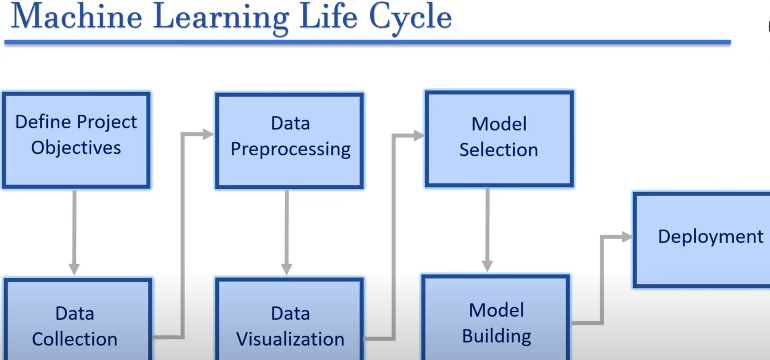 Machine Learning Life Cycle
Define Project
Objectives
Data
Collection
Data
Preprocessing
Data
Visualization
Model
Selection
Model
Building
Deployment